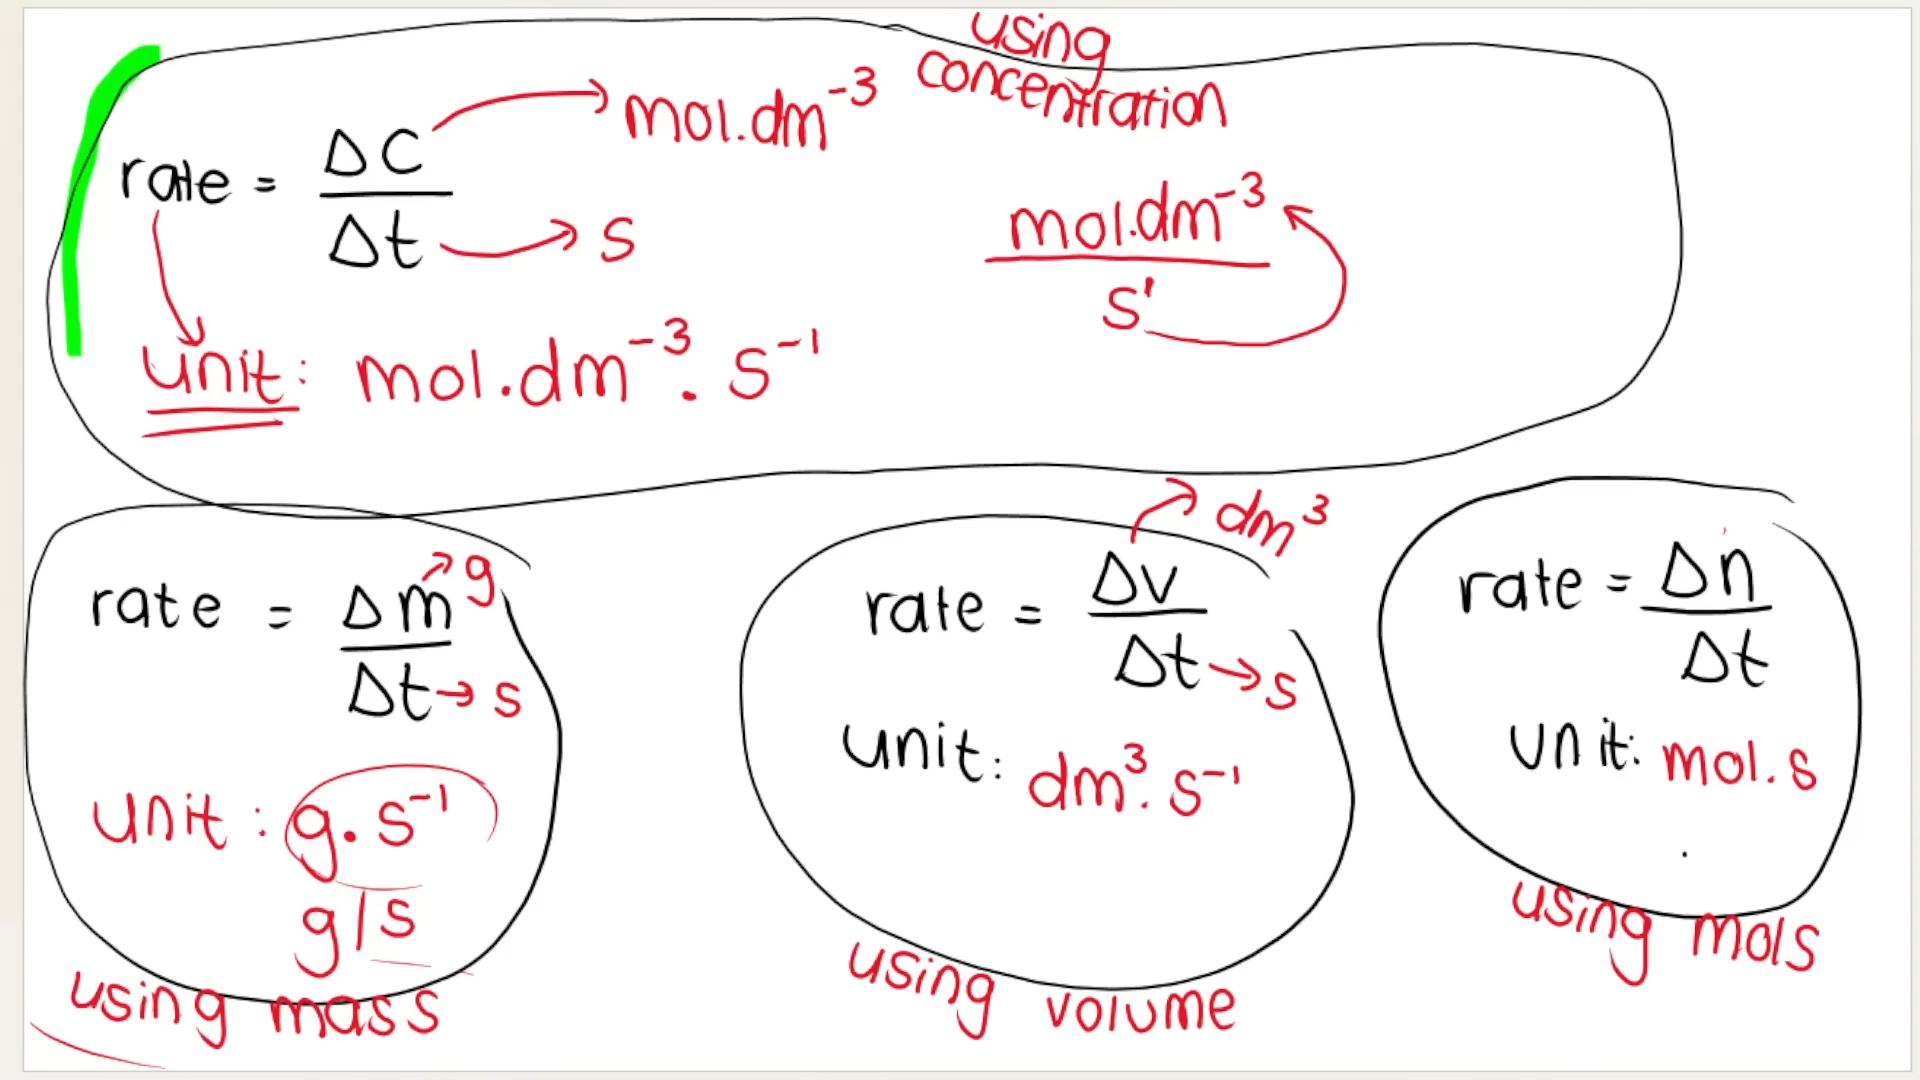 using
concentration
rate = Δc / Δt
→ mol.dm⁻³
→ s
mol.dm⁻³ / s¹
unit: mol.dm⁻³. s⁻¹
rate = Δm / Δt
→ g
→ s
unit: g. s⁻¹
g/s
using mass
rate = Δv / Δt
→ dm³
→ s
unit: dm³. s⁻¹
using volume
rate = Δn / Δt
unit: mol. s
using mols